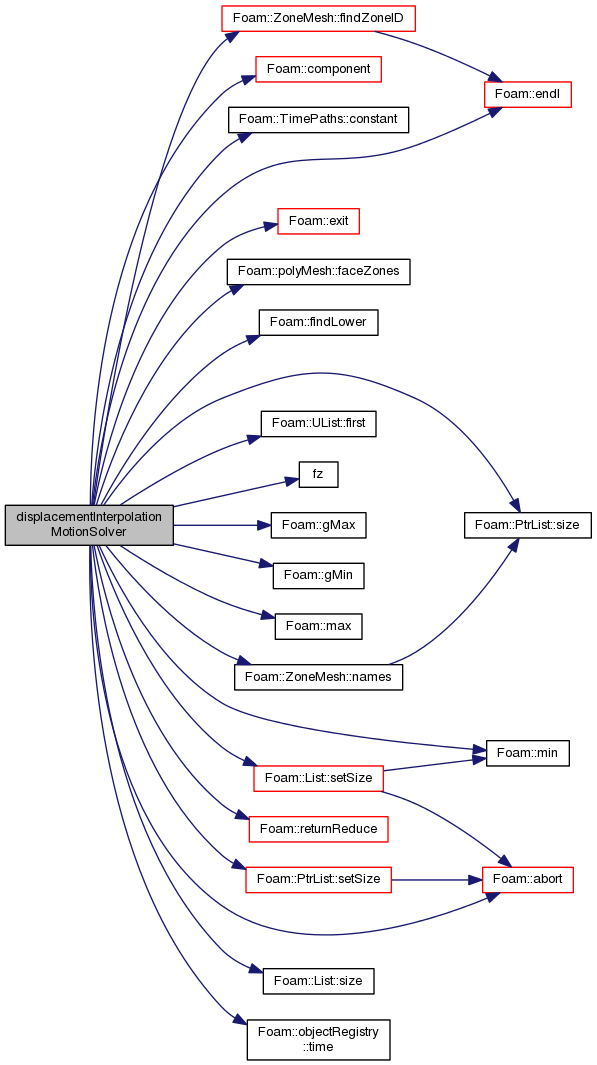 Foam::ZoneMesh::findZoneID
Foam::component
Foam::endl
Foam::TimePaths::constant
Foam::exit
Foam::polyMesh::faceZones
Foam::findLower
Foam::UList::first
fz
displacementInterpolation
MotionSolver
Foam::gMax
Foam::PtrList::size
Foam::gMin
Foam::max
Foam::ZoneMesh::names
Foam::min
Foam::List::setSize
Foam::returnReduce
Foam::PtrList::setSize
Foam::abort
Foam::List::size
Foam::objectRegistry
::time